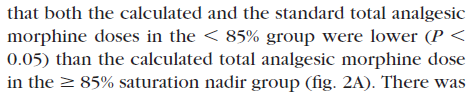 that both the calculated and the standard total analgesic
morphine doses in the < 85% group were lower (P <
0.05) than the calculated total analgesic morphine dose
in the ≥ 85% saturation nadir group (fig. 2A). There was